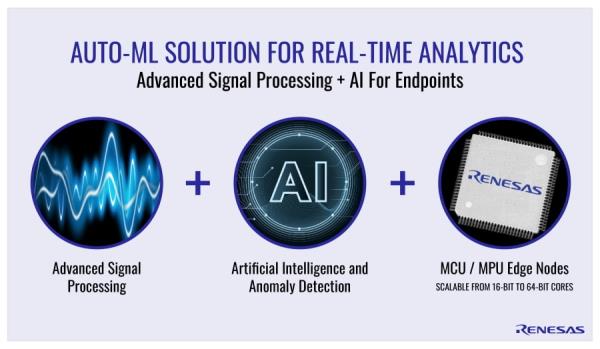 AUTO-ML SOLUTION FOR REAL-TIME ANALYTICS
Advanced Signal Processing + AI For Endpoints
AI
RENESAS
+
+
Advanced Signal
Processing
Artificial Intelligence and
Anomaly Detection
MCU / MPU Edge Nodes
SCALABLE FROM 16-BIT TO 64-BIT CORES
RENESAS